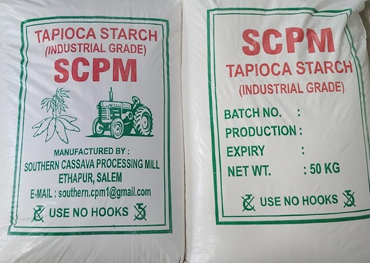 TAPIOCA STARCH
(INDUSTRIAL GRADE)
SCPM
MANUFACTURED BY :
SOUTHERN CASSAVA PROCESSING MILL
ETHAPUR, SALEM
E-MAIL : southern.cpm1@gmail.com
USE NO HOOKS
SCPM
TAPIOCA STARCH
(INDUSTRIAL GRADE)
BATCH NO. :
PRODUCTION :
EXPIRY :
NET WT. : 50 KG
USE NO HOOKS